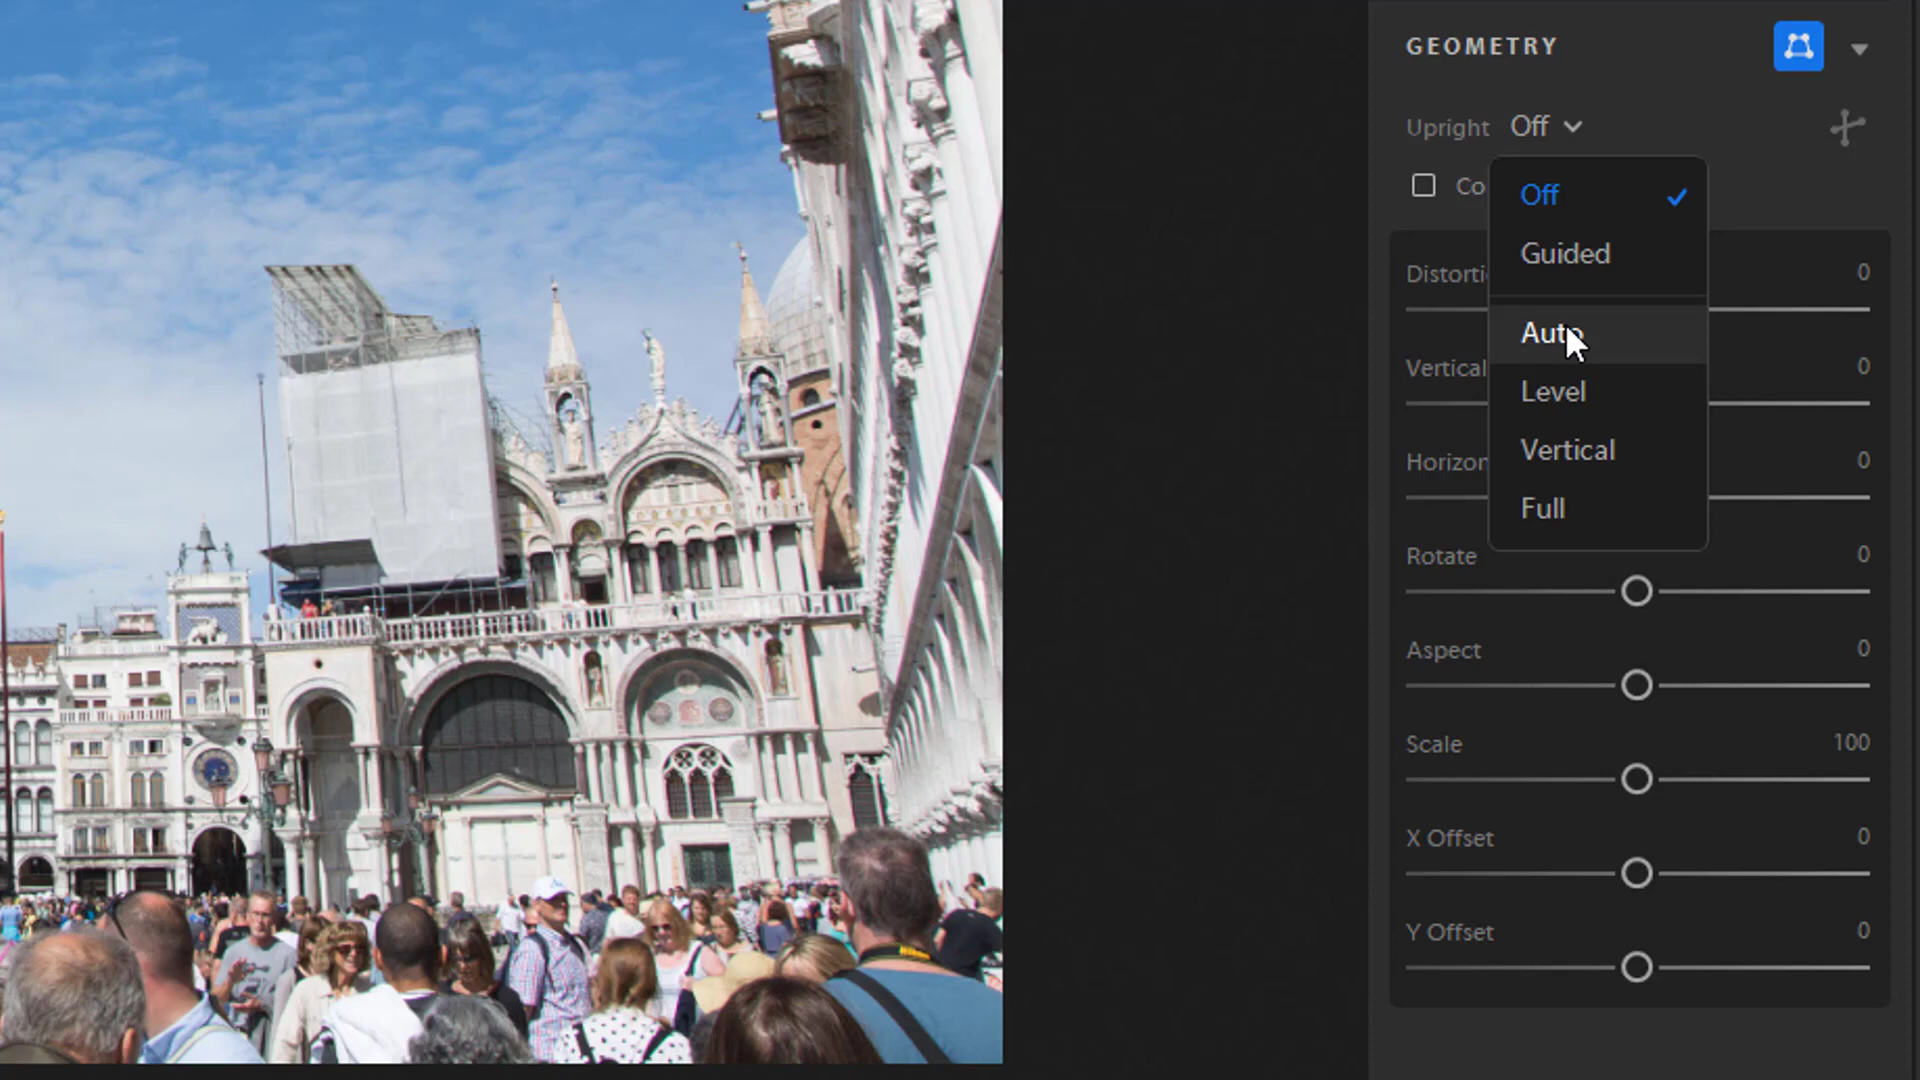 GEOMETRY
Upright Off
Off
Co
Guided
Distorti 0
Auto
Vertical 0
Level
Vertical
Horizon 0
Full
Rotate 0
Aspect 0
Scale 100
X Offset 0
Y Offset 0